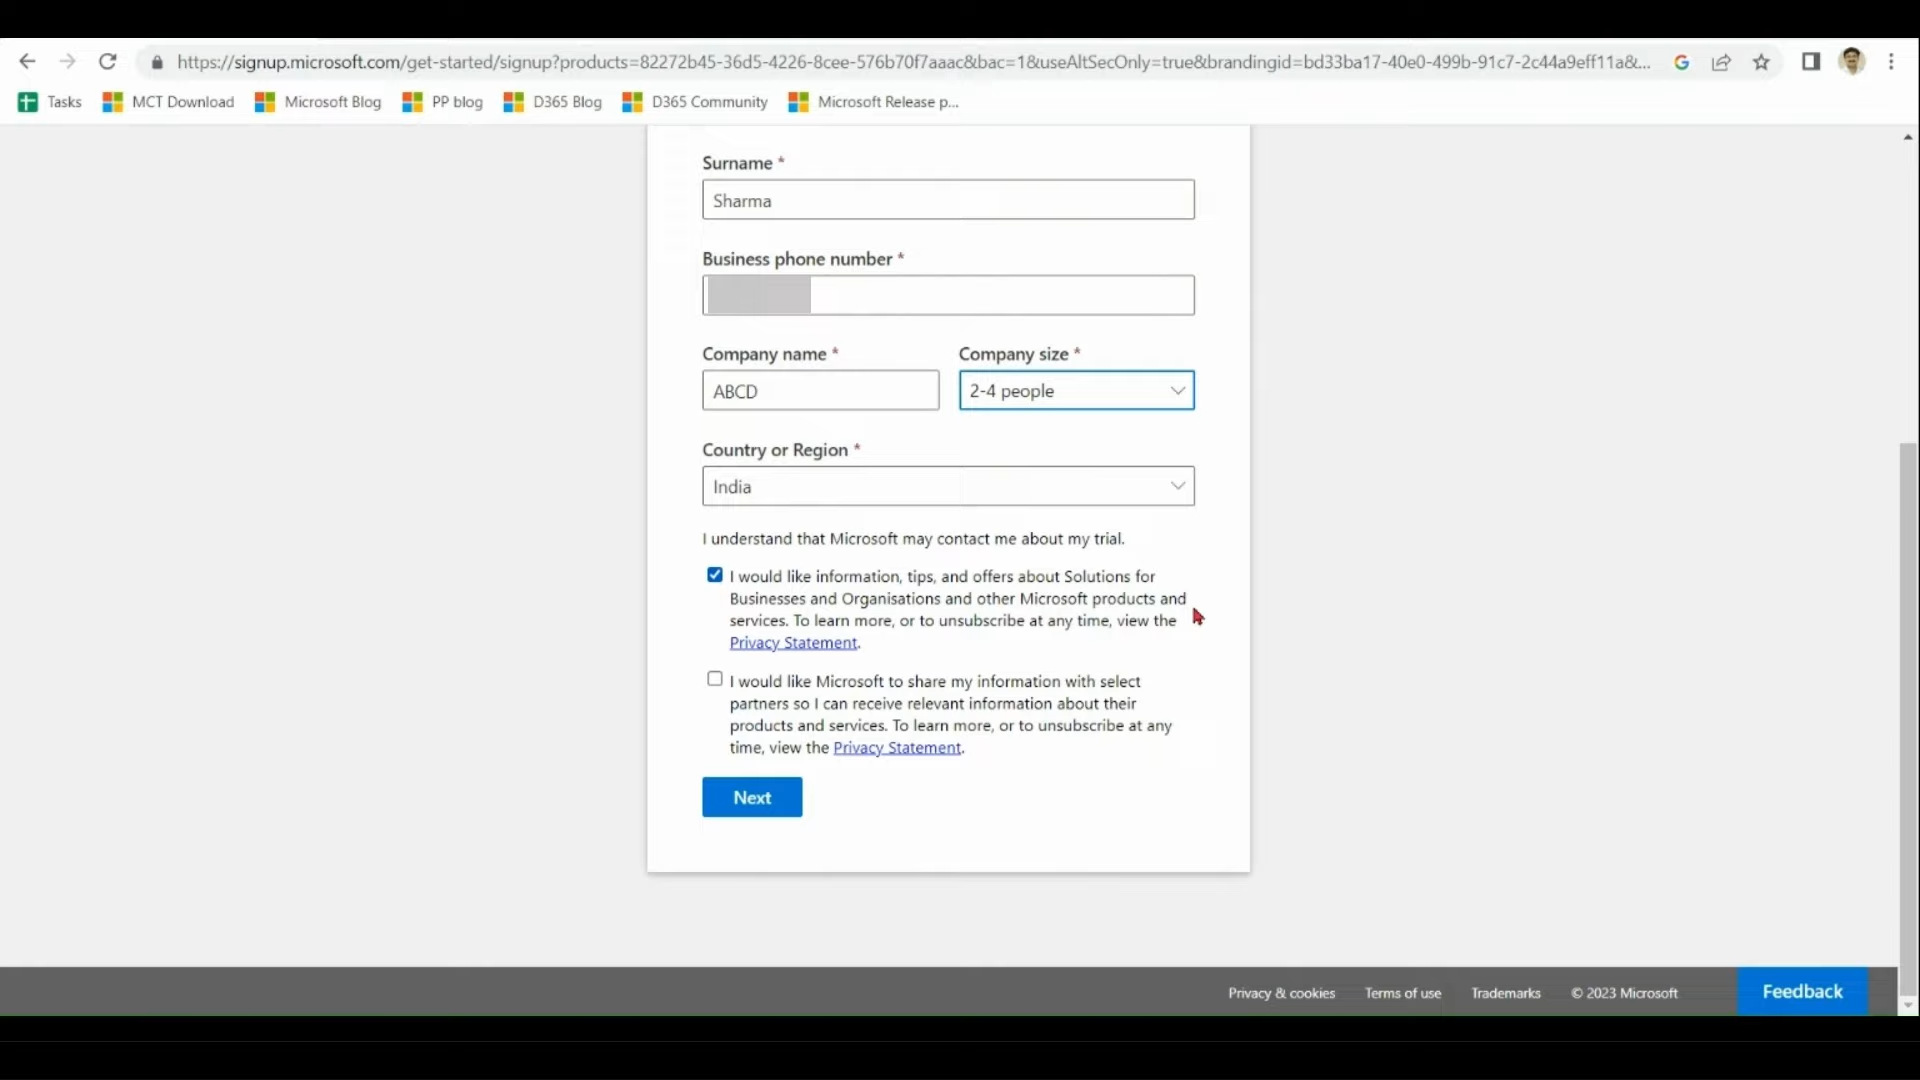 https://signup.microsoft.com/get-started/signup?products=82272b45-36d5-4226-8cee-576b70f7aaac&bac=1&useAltSecOnly=true&brandingid=bd33ba17-40e0-499b-91c7-2c44a9eff11a&...
Tasks MCT Download Microsoft Blog PP blog D365 Blog D365 Community Microsoft Release p...
Surname *
Sharma
Business phone number *
Company name * Company size *
ABCD 2-4 people
Country or Region *
India
I understand that Microsoft may contact me about my trial.
I would like information, tips, and offers about Solutions for
Businesses and Organisations and other Microsoft products and
services. To learn more, or to unsubscribe at any time, view the
Privacy Statement.
I would like Microsoft to share my information with select
partners so I can receive relevant information about their
products and services. To learn more, or to unsubscribe at any
time, view the Privacy Statement.
Next
Privacy & cookies Terms of use Trademarks © 2023 Microsoft Feedback